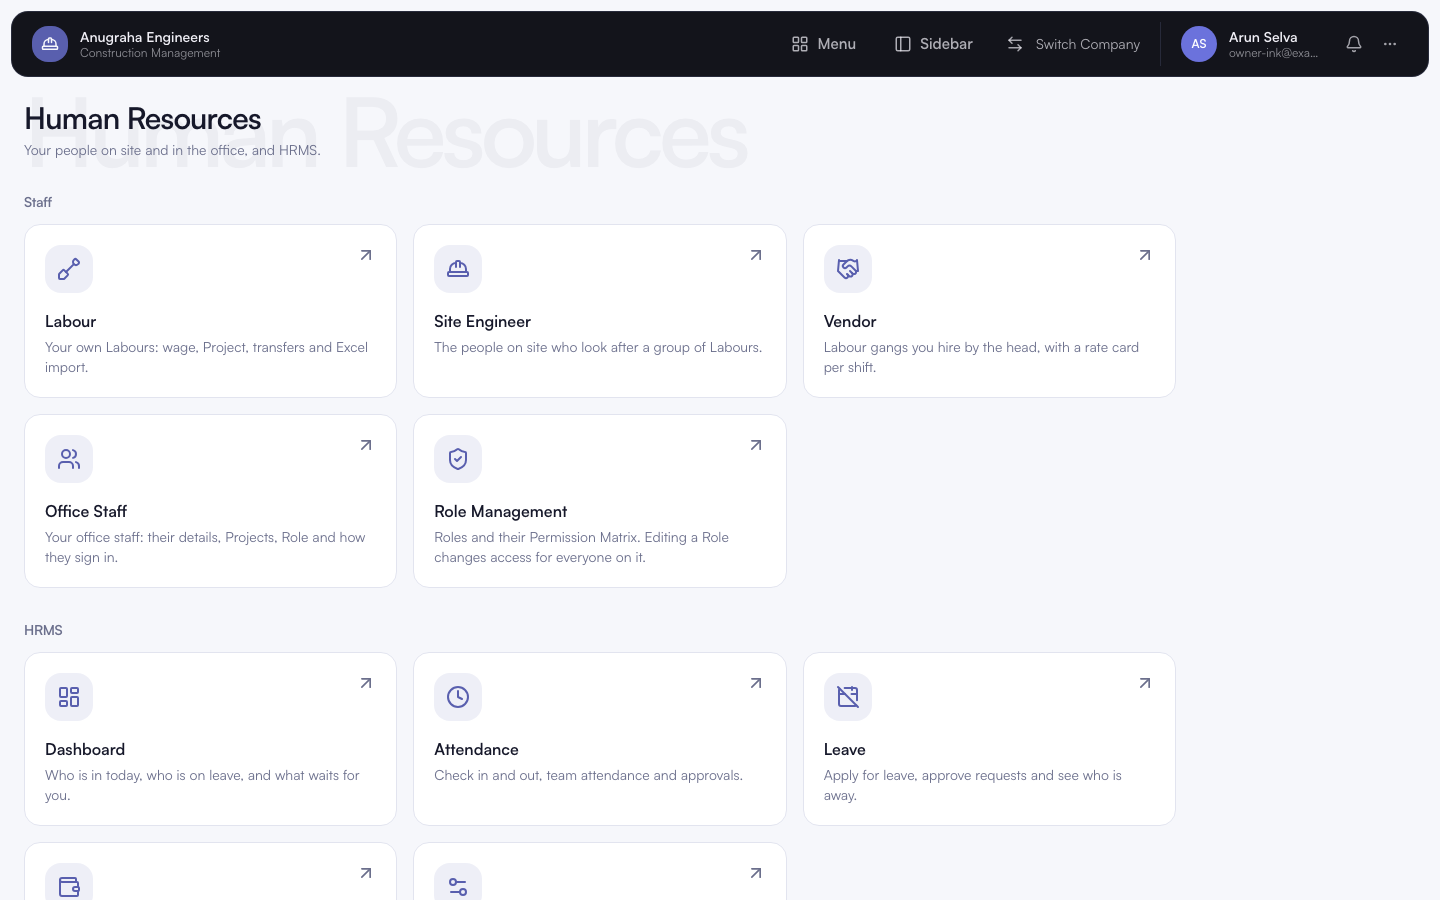 Anugraha Engineers
Construction Management
Menu
Sidebar
Switch Company
AS
Arun Selva
owner-ink@exa...
Human Resources
Human Resources
Your people on site and in the office, and HRMS.
Staff
Labour
Your own Labours: wage, Project, transfers and Excel
import.
Site Engineer
The people on site who look after a group of Labours.
Vendor
Labour gangs you hire by the head, with a rate card
per shift.
Office Staff
Your office staff: their details, Projects, Role and how
they sign in.
Role Management
Roles and their Permission Matrix. Editing a Role
changes access for everyone on it.
HRMS
Dashboard
Who is in today, who is on leave, and what waits for
you.
Attendance
Check in and out, team attendance and approvals.
Leave
Apply for leave, approve requests and see who is
away.